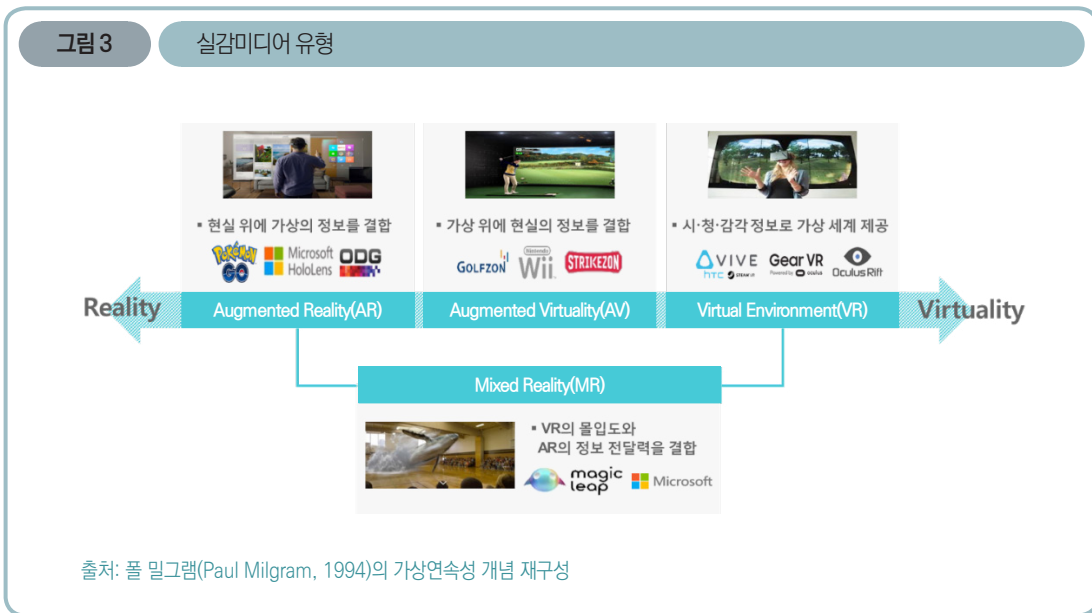 그림 3
실감미디어 유형
▪ 현실 위에 가상의 정보를 결합
POKÉMON GO
Microsoft HoloLens
ODG
▪ 가상 위에 현실의 정보를 결합
GOLFZON
Nintendo Wii
STRIKEZON
▪ 시·청·감각 정보로 가상 세계 제공
VIVE
hTC STEAM VR
Gear VR
Powered by oculus
Oculus Rift
Reality
Augmented Reality(AR)
Augmented Virtuality(AV)
Virtual Environment(VR)
Virtuality
Mixed Reality(MR)
▪ VR의 몰입도와
AR의 정보 전달력을 결합
magic leap
Microsoft
출처: 폴 밀그램(Paul Milgram, 1994)의 가상연속성 개념 재구성